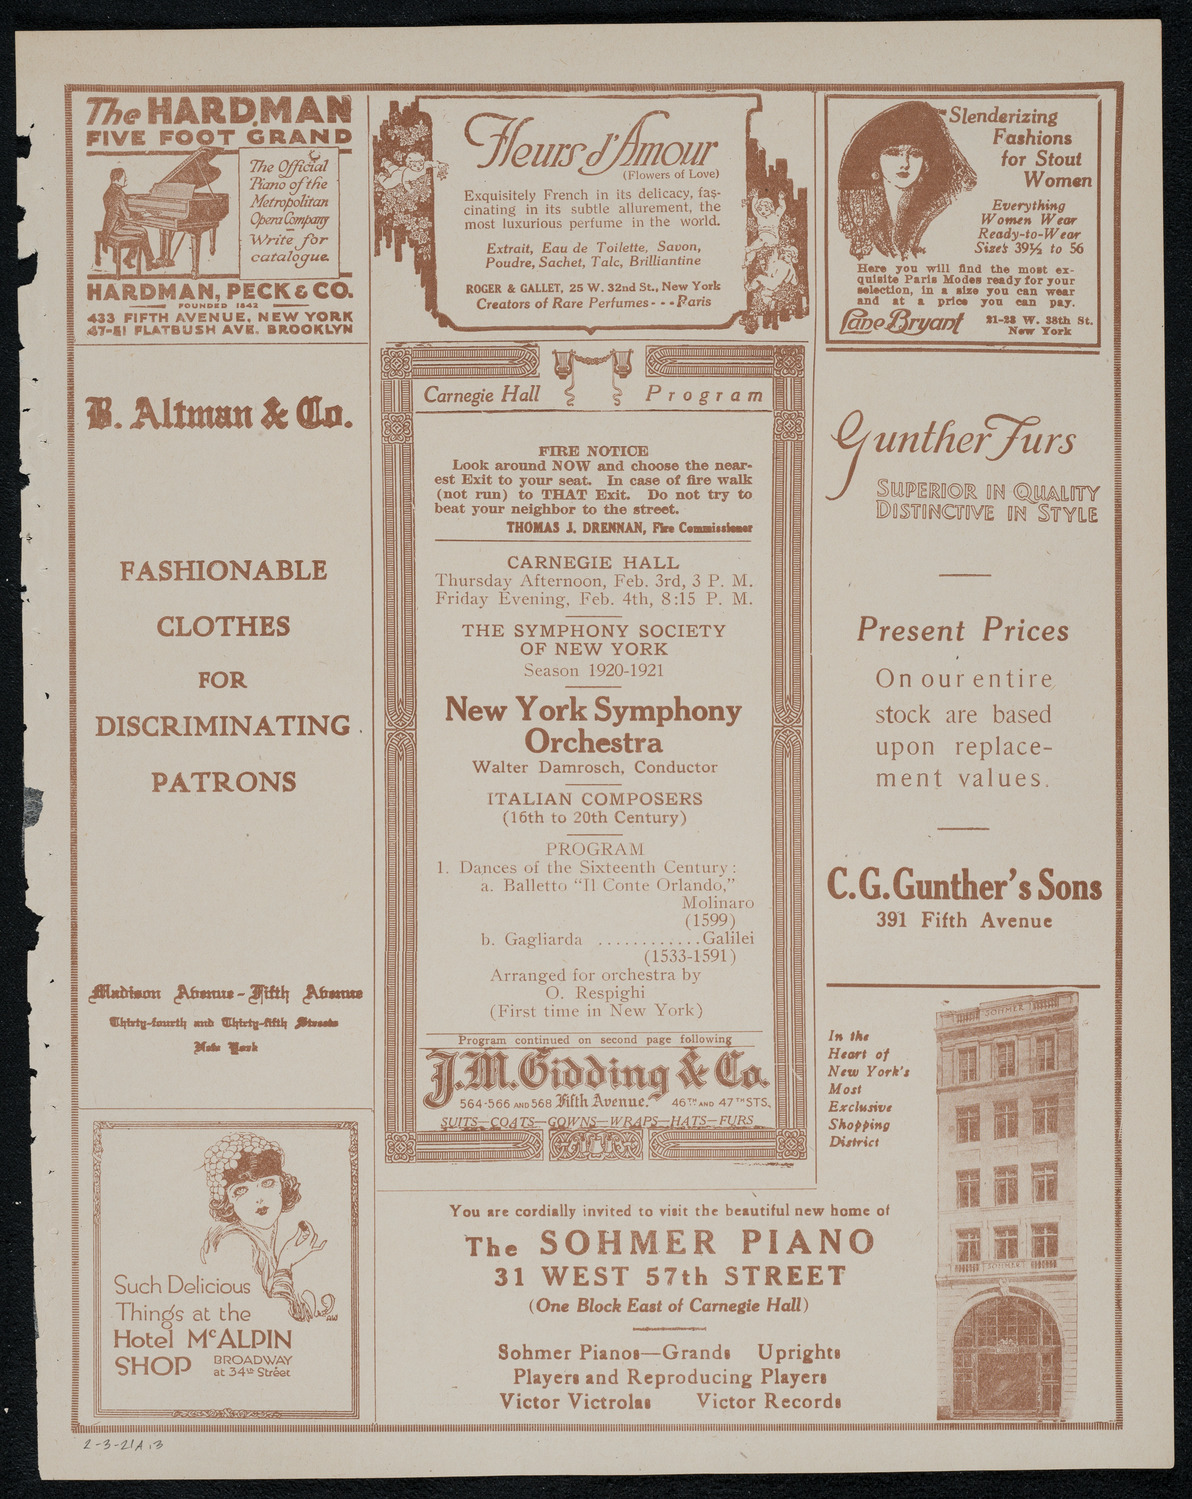 The HARDMAN
FIVE FOOT GRAND
The Official
Piano of the
Metropolitan
Opera Company
Write for
catalogue.
HARDMAN, PECK & CO.
FOUNDED 1842
433 FIFTH AVENUE, NEW YORK
47-51 FLATBUSH AVE. BROOKLYN
Fleurs d'Amour
(Flowers of Love)
Exquisitely French in its delicacy, fas-
cinating in its subtle allurement, the
most luxurious perfume in the world.
Extrait, Eau de Toilette, Savon,
Poudre, Sachet, Talc, Brilliantine
ROGER & GALLET, 25 W. 32nd St., New York
Creators of Rare Perfumes - - - Paris
Slenderizing
Fashions
for Stout
Women
Everything
Women Wear
Ready-to-Wear
Sizes 39½ to 56
Here you will find the most ex-
quisite Paris Modes ready for your
selection, in a size you can wear
and at a price you can pay.
Lane Bryant
21-23 W. 38th St.
New York
B. Altman & Co.
FASHIONABLE
CLOTHES
FOR
DISCRIMINATING
PATRONS
Madison Avenue - Fifth Avenue
Thirty-fourth and Thirty-fifth Streets
New York
Such Delicious
Things at the
Hotel McALPIN
SHOP
BROADWAY
at 34th Street
Carnegie Hall Program
FIRE NOTICE
Look around NOW and choose the near-
est Exit to your seat. In case of fire walk
(not run) to THAT Exit. Do not try to
beat your neighbor to the street.
THOMAS J. DRENNAN, Fire Commissioner
CARNEGIE HALL
Thursday Afternoon, Feb. 3rd, 3 P. M.
Friday Evening, Feb. 4th, 8:15 P. M.
THE SYMPHONY SOCIETY
OF NEW YORK
Season 1920-1921
New York Symphony
Orchestra
Walter Damrosch, Conductor
ITALIAN COMPOSERS
(16th to 20th Century)
PROGRAM
1. Dances of the Sixteenth Century:
a. Balletto "Il Conte Orlando,"
Molinaro
(1599)
b. Gagliarda ............Galilei
(1533-1591)
Arranged for orchestra by
O. Respighi
(First time in New York)
Program continued on second page following
J.M. Gidding & Co.
564-566 AND 568 Fifth Avenue. 46TH AND 47TH STS.
SUITS—COATS—GOWNS—WRAPS—HATS—FURS
Gunther Furs
SUPERIOR IN QUALITY
DISTINCTIVE IN STYLE
Present Prices
On our entire
stock are based
upon replace-
ment values.
C.G. Gunther's Sons
391 Fifth Avenue
In the
Heart of
New York's
Most
Exclusive
Shopping
District
SOHMER
SOHMER
You are cordially invited to visit the beautiful new home of
The SOHMER PIANO
31 WEST 57th STREET
(One Block East of Carnegie Hall)
Sohmer Pianos—Grands Uprights
Players and Reproducing Players
Victor Victrolas Victor Records
2-3-21A.3